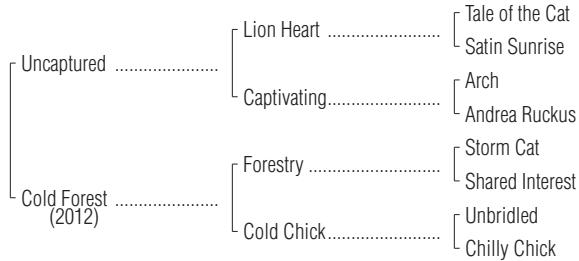 Tale of the Cat
Lion Heart ......................
Satin Sunrise
Uncaptured ....................
Arch
Captivating......................
Andrea Ruckus
Storm Cat
Forestry ..........................
Shared Interest
Cold Forest ....................
(2012)
Unbridled
Cold Chick......................
Chilly Chick